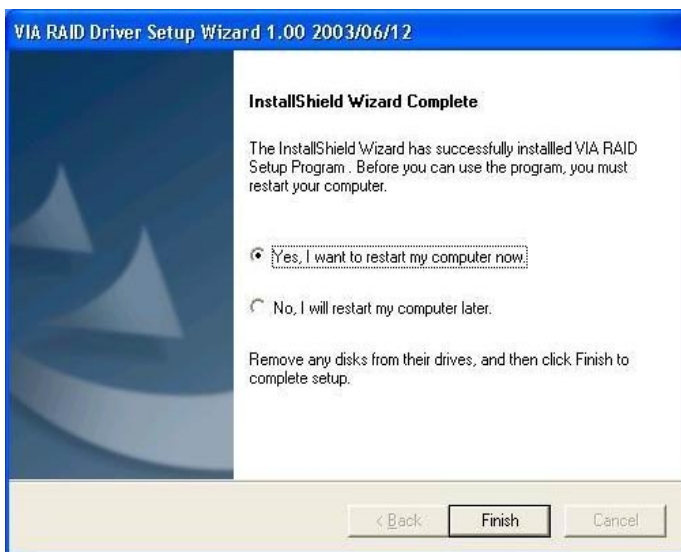 VIA RAID Driver Setup Wizard 1.00 2003/06/12
InstallShield Wizard Complete
The InstallShield Wizard has successfully installled VIA RAID
Setup Program . Before you can use the program, you must
restart your computer.
Yes, I want to restart my computer now.
No, I will restart my computer later.
Remove any disks from their drives, and then click Finish to
complete setup.
< Back Finish Cancel